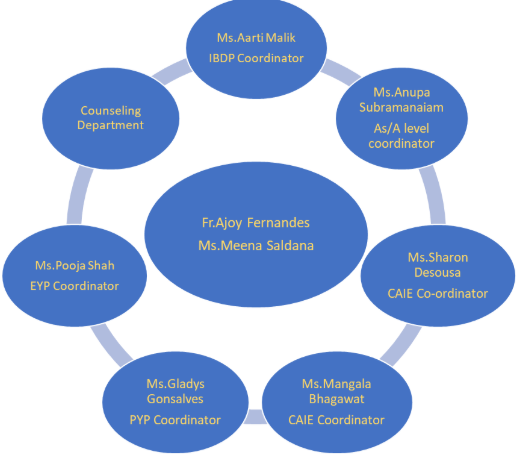 Ms.Aarti Malik
IBDP Coordinator
Ms.Anupa
Subramanaiam
As/A level
coordinator
Counseling
Department
Fr.Ajoy Fernandes
Ms.Meena Saldana
Ms.Sharon
Desousa
CAIE Co-ordinator
Ms.Pooja Shah
EYP Coordinator
Ms.Gladys
Gonsalves
PYP Coordinator
Ms.Mangala
Bhagawat
CAIE Coordinator